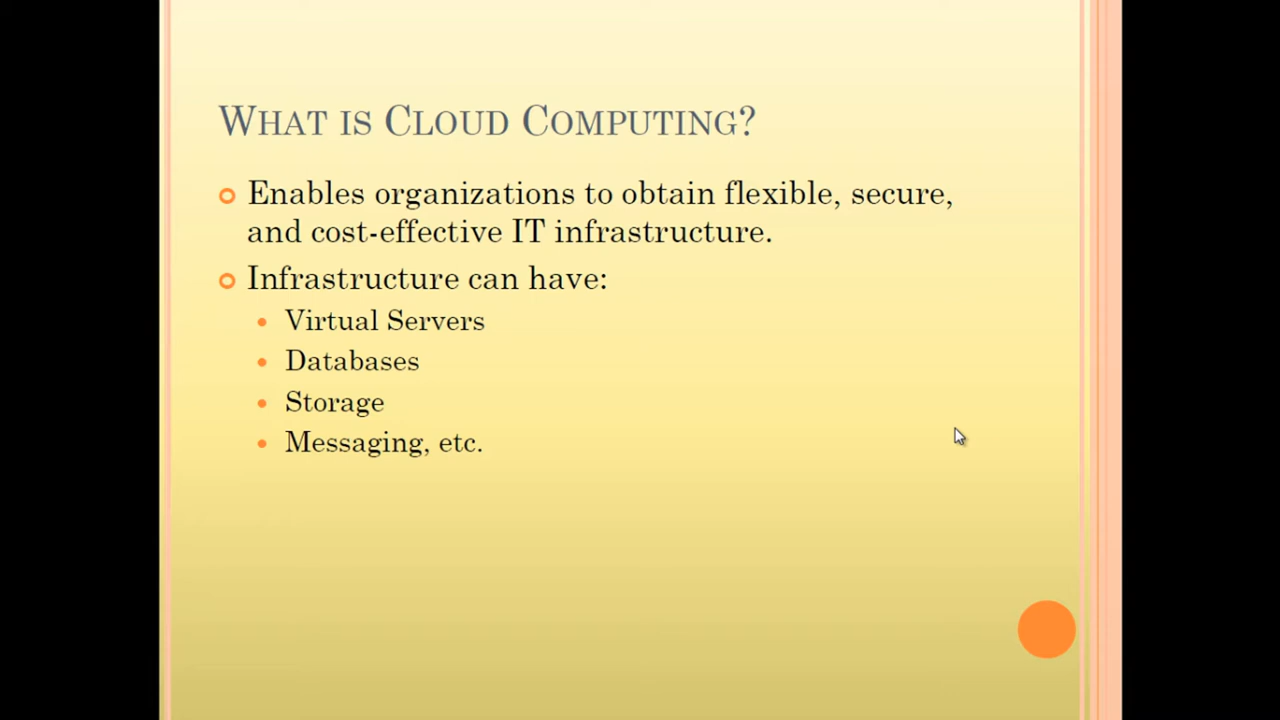 What is Cloud Computing?
Enables organizations to obtain flexible, secure,
and cost-effective IT infrastructure.
Infrastructure can have:
Virtual Servers
Databases
Storage
Messaging, etc.